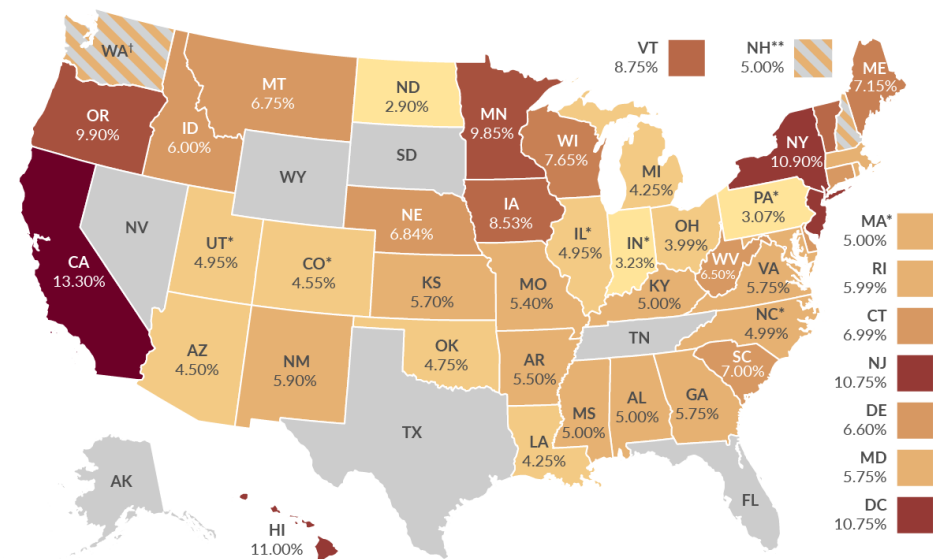 WA†
VT
8.75%
NH**
5.00%
ME
7.15%
MT
6.75%
ND
2.90%
MN
9.85%
OR
9.90%
ID
6.00%
WI
7.65%
NY
10.90%
SD
MI
4.25%
WY
IA
8.53%
PA*
3.07%
NE
6.84%
NV
UT*
4.95%
CO*
4.55%
IL*
4.95%
IN*
3.23%
OH
3.99%
WV
6.50%
VA
5.75%
CA
13.30%
KS
5.70%
MO
5.40%
KY
5.00%
NC*
4.99%
TN
AZ
4.50%
NM
5.90%
OK
4.75%
AR
5.50%
SC
7.00%
MS
5.00%
AL
5.00%
GA
5.75%
TX
LA
4.25%
AK
HI
11.00%
FL
MA*
5.00%
RI
5.99%
CT
6.99%
NJ
10.75%
DE
6.60%
MD
5.75%
DC
10.75%